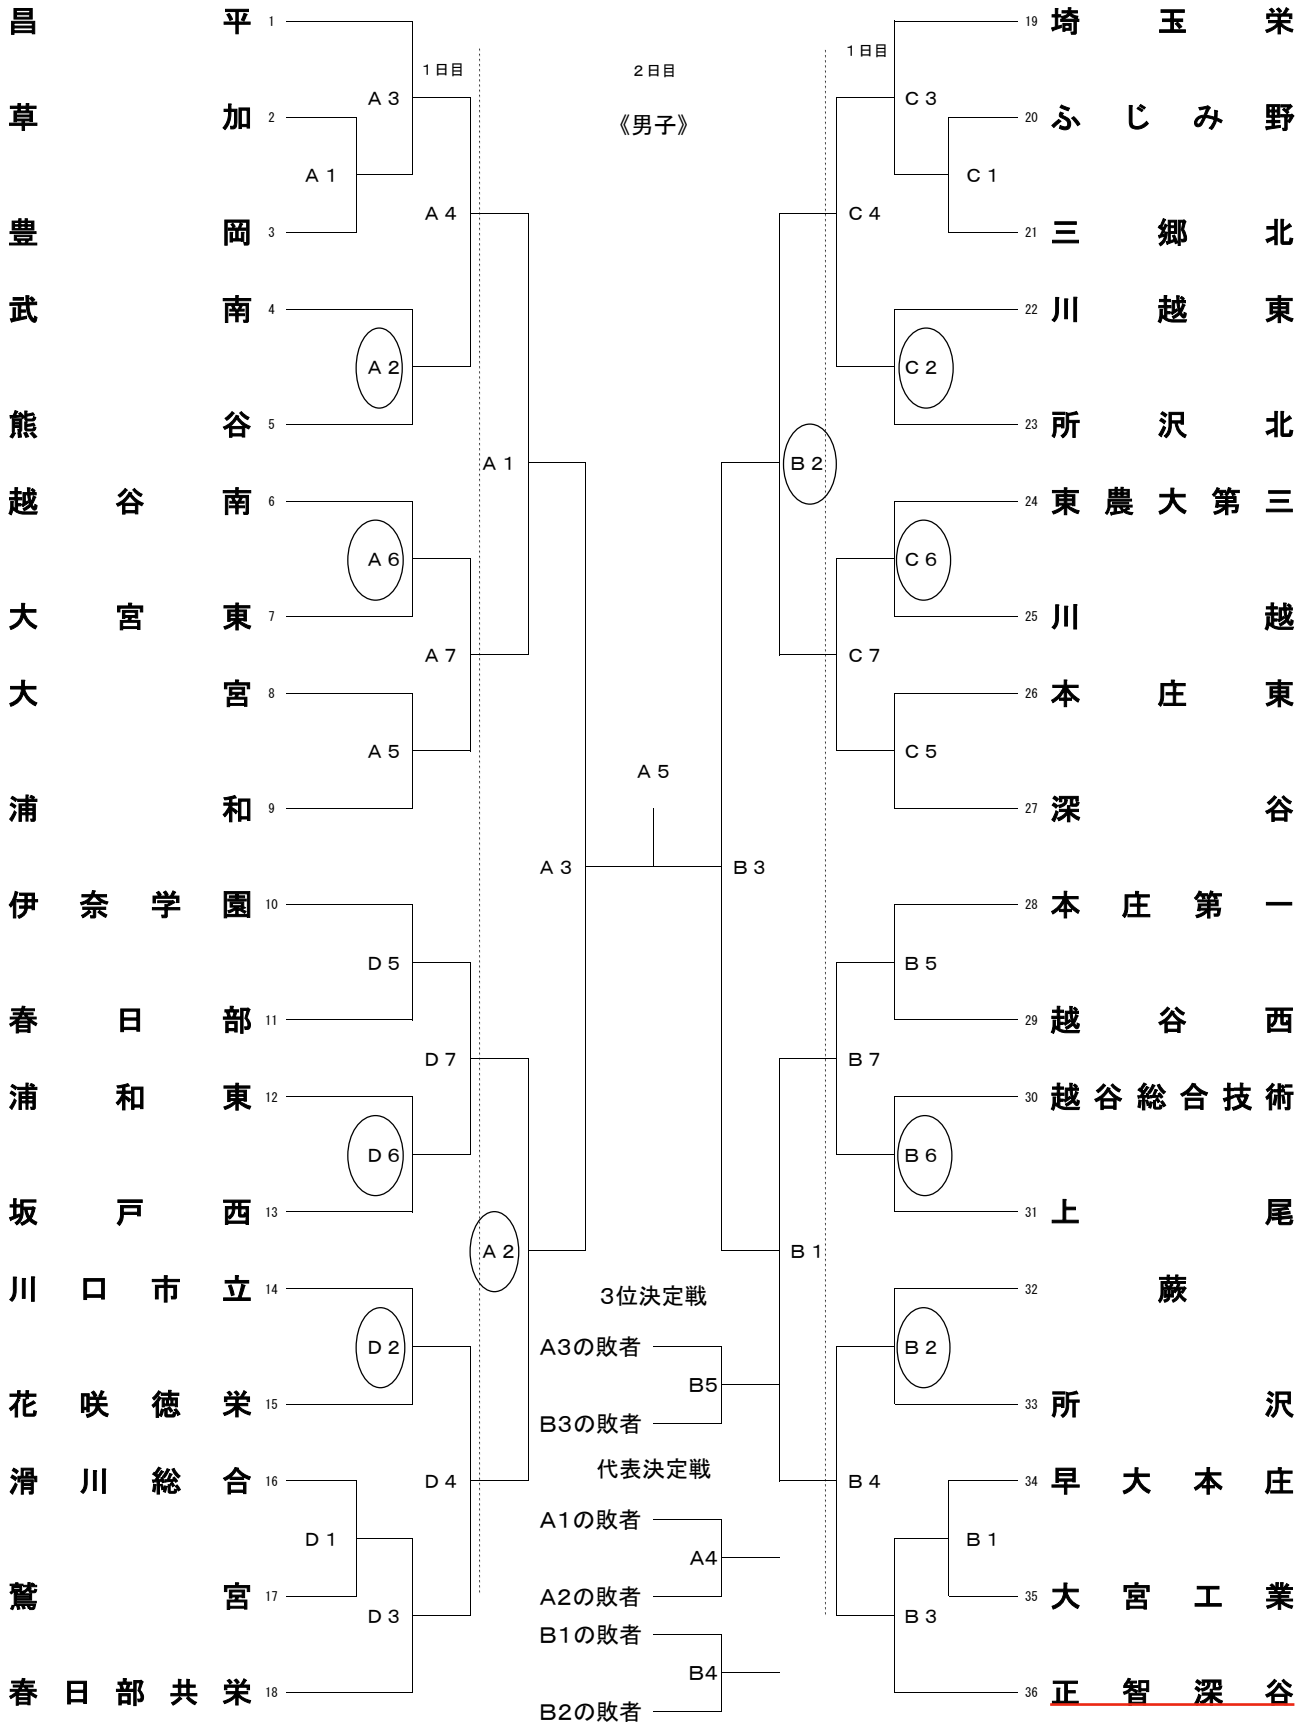 昌平 1
1日目
A3
草加 2
A1
豊岡 3
A4
武南 4
A2
熊谷 5
A1
越谷南 6
A6
大宮東 7
A7
大宮 8
A5
浦和 9
A3
伊奈学園 10
D5
春日部 11
D7
浦和東 12
D6
坂戸西 13
A2
川口市立 14
D2
花咲徳栄 15
D4
滑川総合 16
D1
鷲宮 17
D3
春日部共栄 18
2日目
《男子》
A5
3位決定戦
A3の敗者
B5
B3の敗者
代表決定戦
A1の敗者
A4
A2の敗者
B1の敗者
B4
B2の敗者
19 埼玉栄
1日目
C3
20 ふじみ野
C1
21 三郷北
C4
22 川越東
C2
23 所沢北
B2
24 東農大第三
C6
25 川越
C7
26 本庄東
C5
27 深谷
B3
28 本庄第一
B5
29 越谷西
B7
30 越谷総合技術
B6
31 上尾
B1
32 蕨
B2
33 所沢
B4
34 早大本庄
B1
35 大宮工業
B3
36 正智深谷